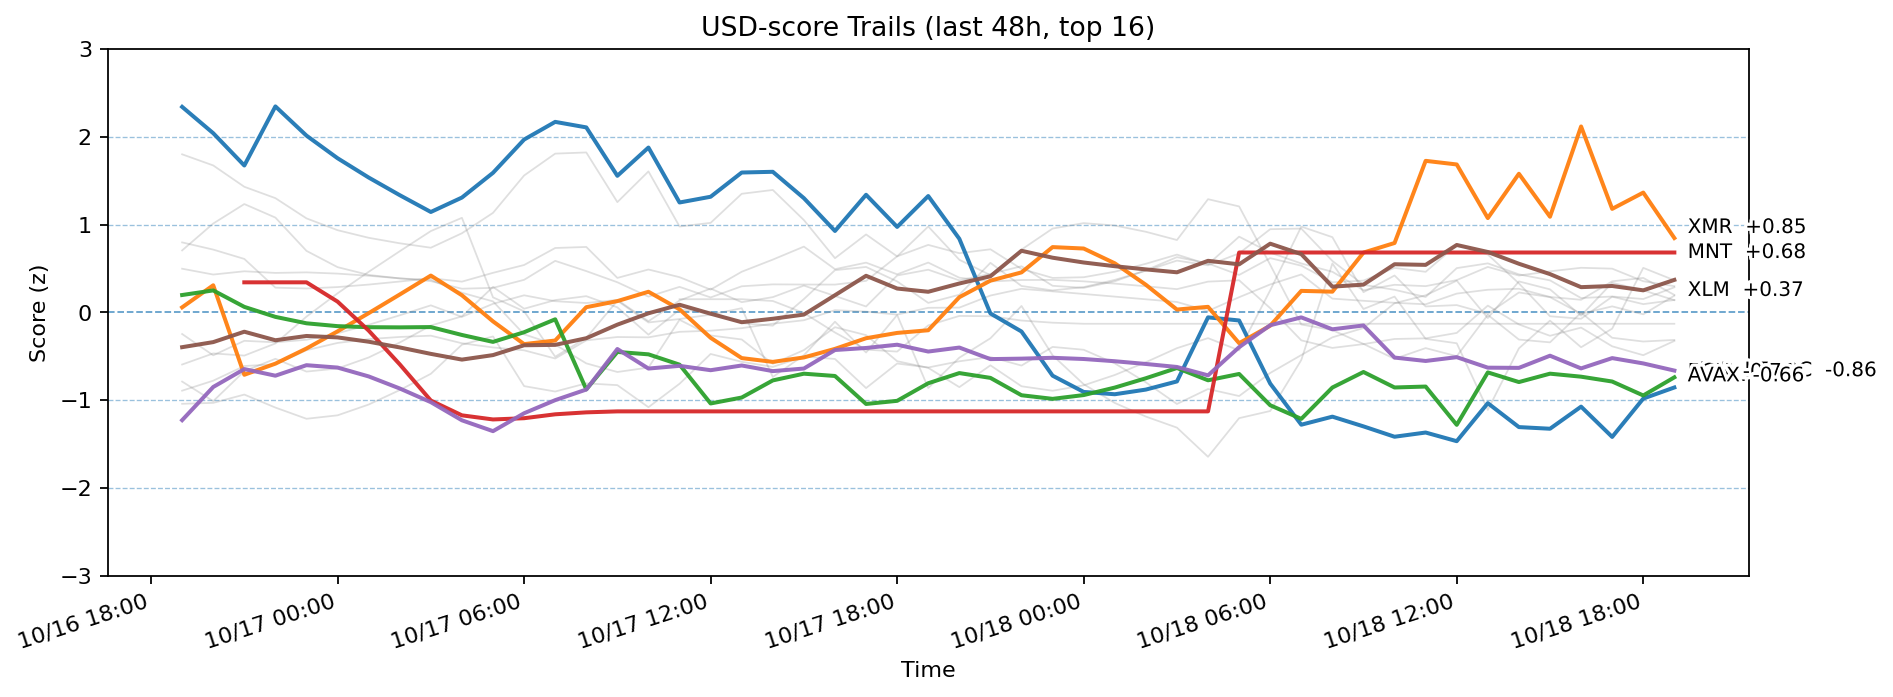 USD-score Trails (last 48h, top 16)
3
2
1
0
−1
−2
−3
Score (z)
XMR +0.85
MNT +0.68
XLM +0.37
-0.86
AVAX -0.66
10/16 18:00
10/17 00:00
10/17 06:00
10/17 12:00
10/17 18:00
10/18 00:00
10/18 06:00
10/18 12:00
10/18 18:00
Time